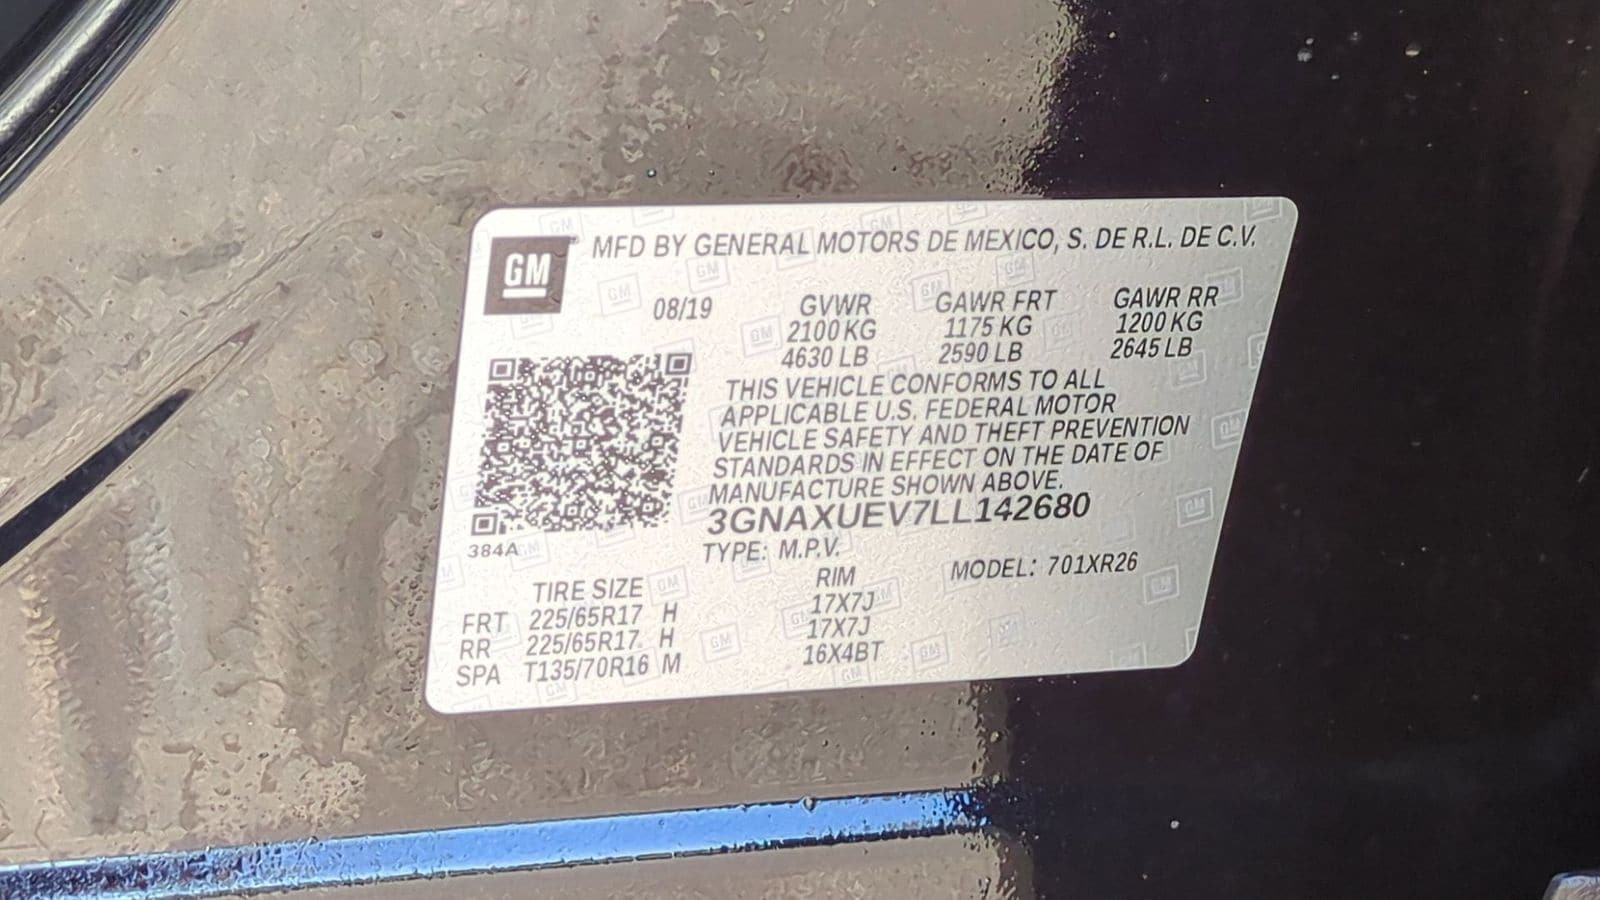 GM MFD BY GENERAL MOTORS DE MEXICO, S. DE R.L. DE C.V.
08/19 GVWR GAWR FRT GAWR RR
2100 KG 1175 KG 1200 KG
4630 LB 2590 LB 2645 LB
THIS VEHICLE CONFORMS TO ALL
APPLICABLE U.S. FEDERAL MOTOR
VEHICLE SAFETY AND THEFT PREVENTION
STANDARDS IN EFFECT ON THE DATE OF
MANUFACTURE SHOWN ABOVE.
3GNAXUEV7LL142680
384A
TYPE: M.P.V. MODEL: 701XR26
TIRE SIZE RIM
FRT 225/65R17 H 17X7J
RR 225/65R17 H 17X7J
SPA T135/70R16 M 16X4BT